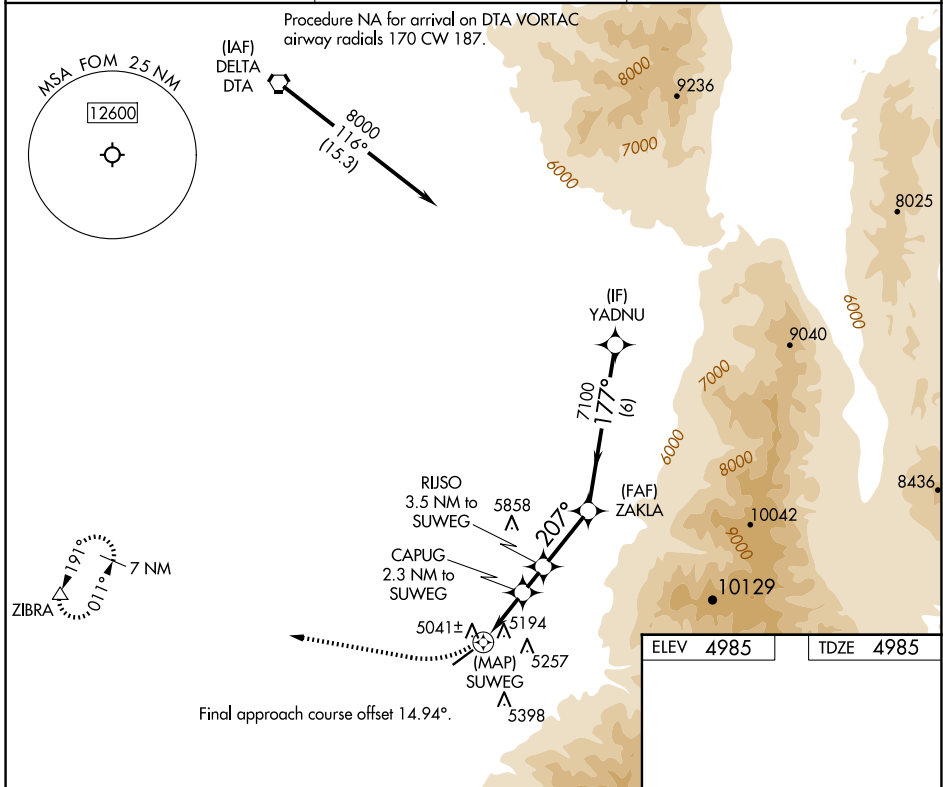 Procedure NA for arrival on DTA VORTAC
airway radials 170 CW 187.
(IAF)
DELTA
DTA
MSA FOM 25 NM
12600
8000
116°
(15.3)
8000
9236
7000
6000
8025
6000
(IF)
YADNU
9040
7000
7100
177°
(6)
6000
8000
8436
RIJSO
3.5 NM to
SUWEG
5858
207°
(FAF)
ZAKLA
10042
9000
CAPUG
2.3 NM to
SUWEG
191°
011°
7 NM
ZIBRA
10129
5041±
5194
5257
(MAP)
SUWEG
5398
Final approach course offset 14.94°.
ELEV 4985
TDZE 4985